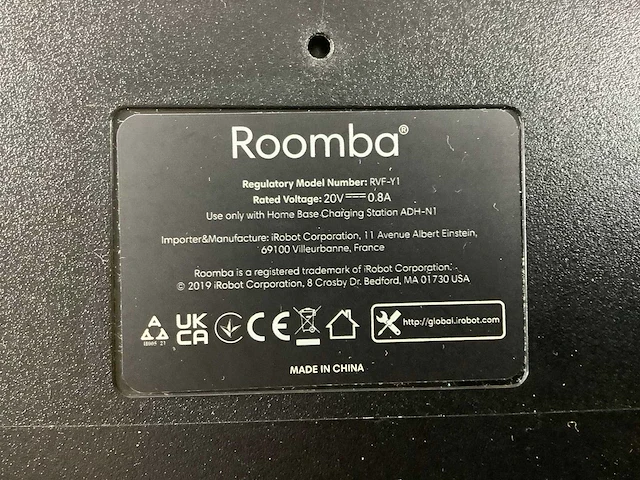 Roomba®
Regulatory Model Number: RVF-Y1
Rated Voltage: 20V⎓0.8A
Use only with Home Base Charging Station ADH-N1
Importer&Manufacture: iRobot Corporation, 11 Avenue Albert Einstein,
69100 Villeurbanne, France
Roomba is a registered trademark of iRobot Corporation.
© 2019 iRobot Corporation, 8 Crosby Dr. Bedford, MA 01730 USA
UK
CA
CE
http://global.irobot.com
MADE IN CHINA